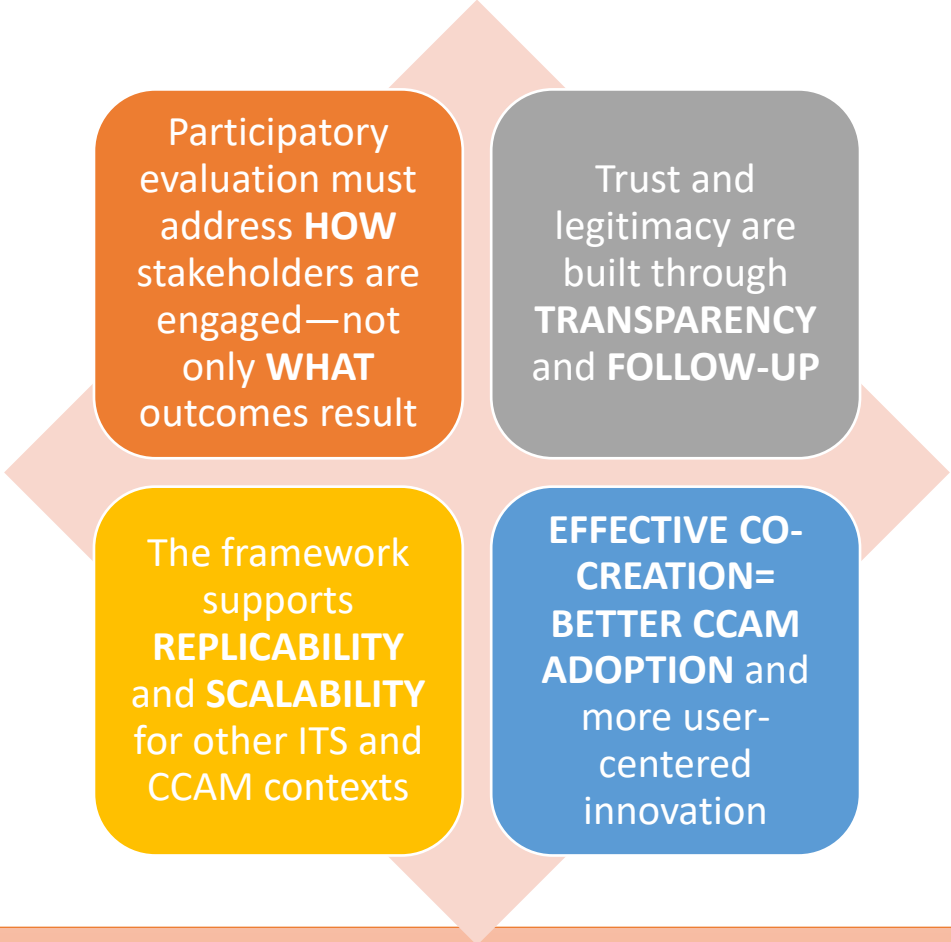 Participatory
evaluation must
address HOW
stakeholders are
engaged—not
only WHAT
outcomes result
Trust and
legitimacy are
built through
TRANSPARENCY
and FOLLOW-UP
The framework
supports
REPLICABILITY
and SCALABILITY
for other ITS and
CCAM contexts
EFFECTIVE CO-
CREATION=
BETTER CCAM
ADOPTION and
more user-
centered
innovation